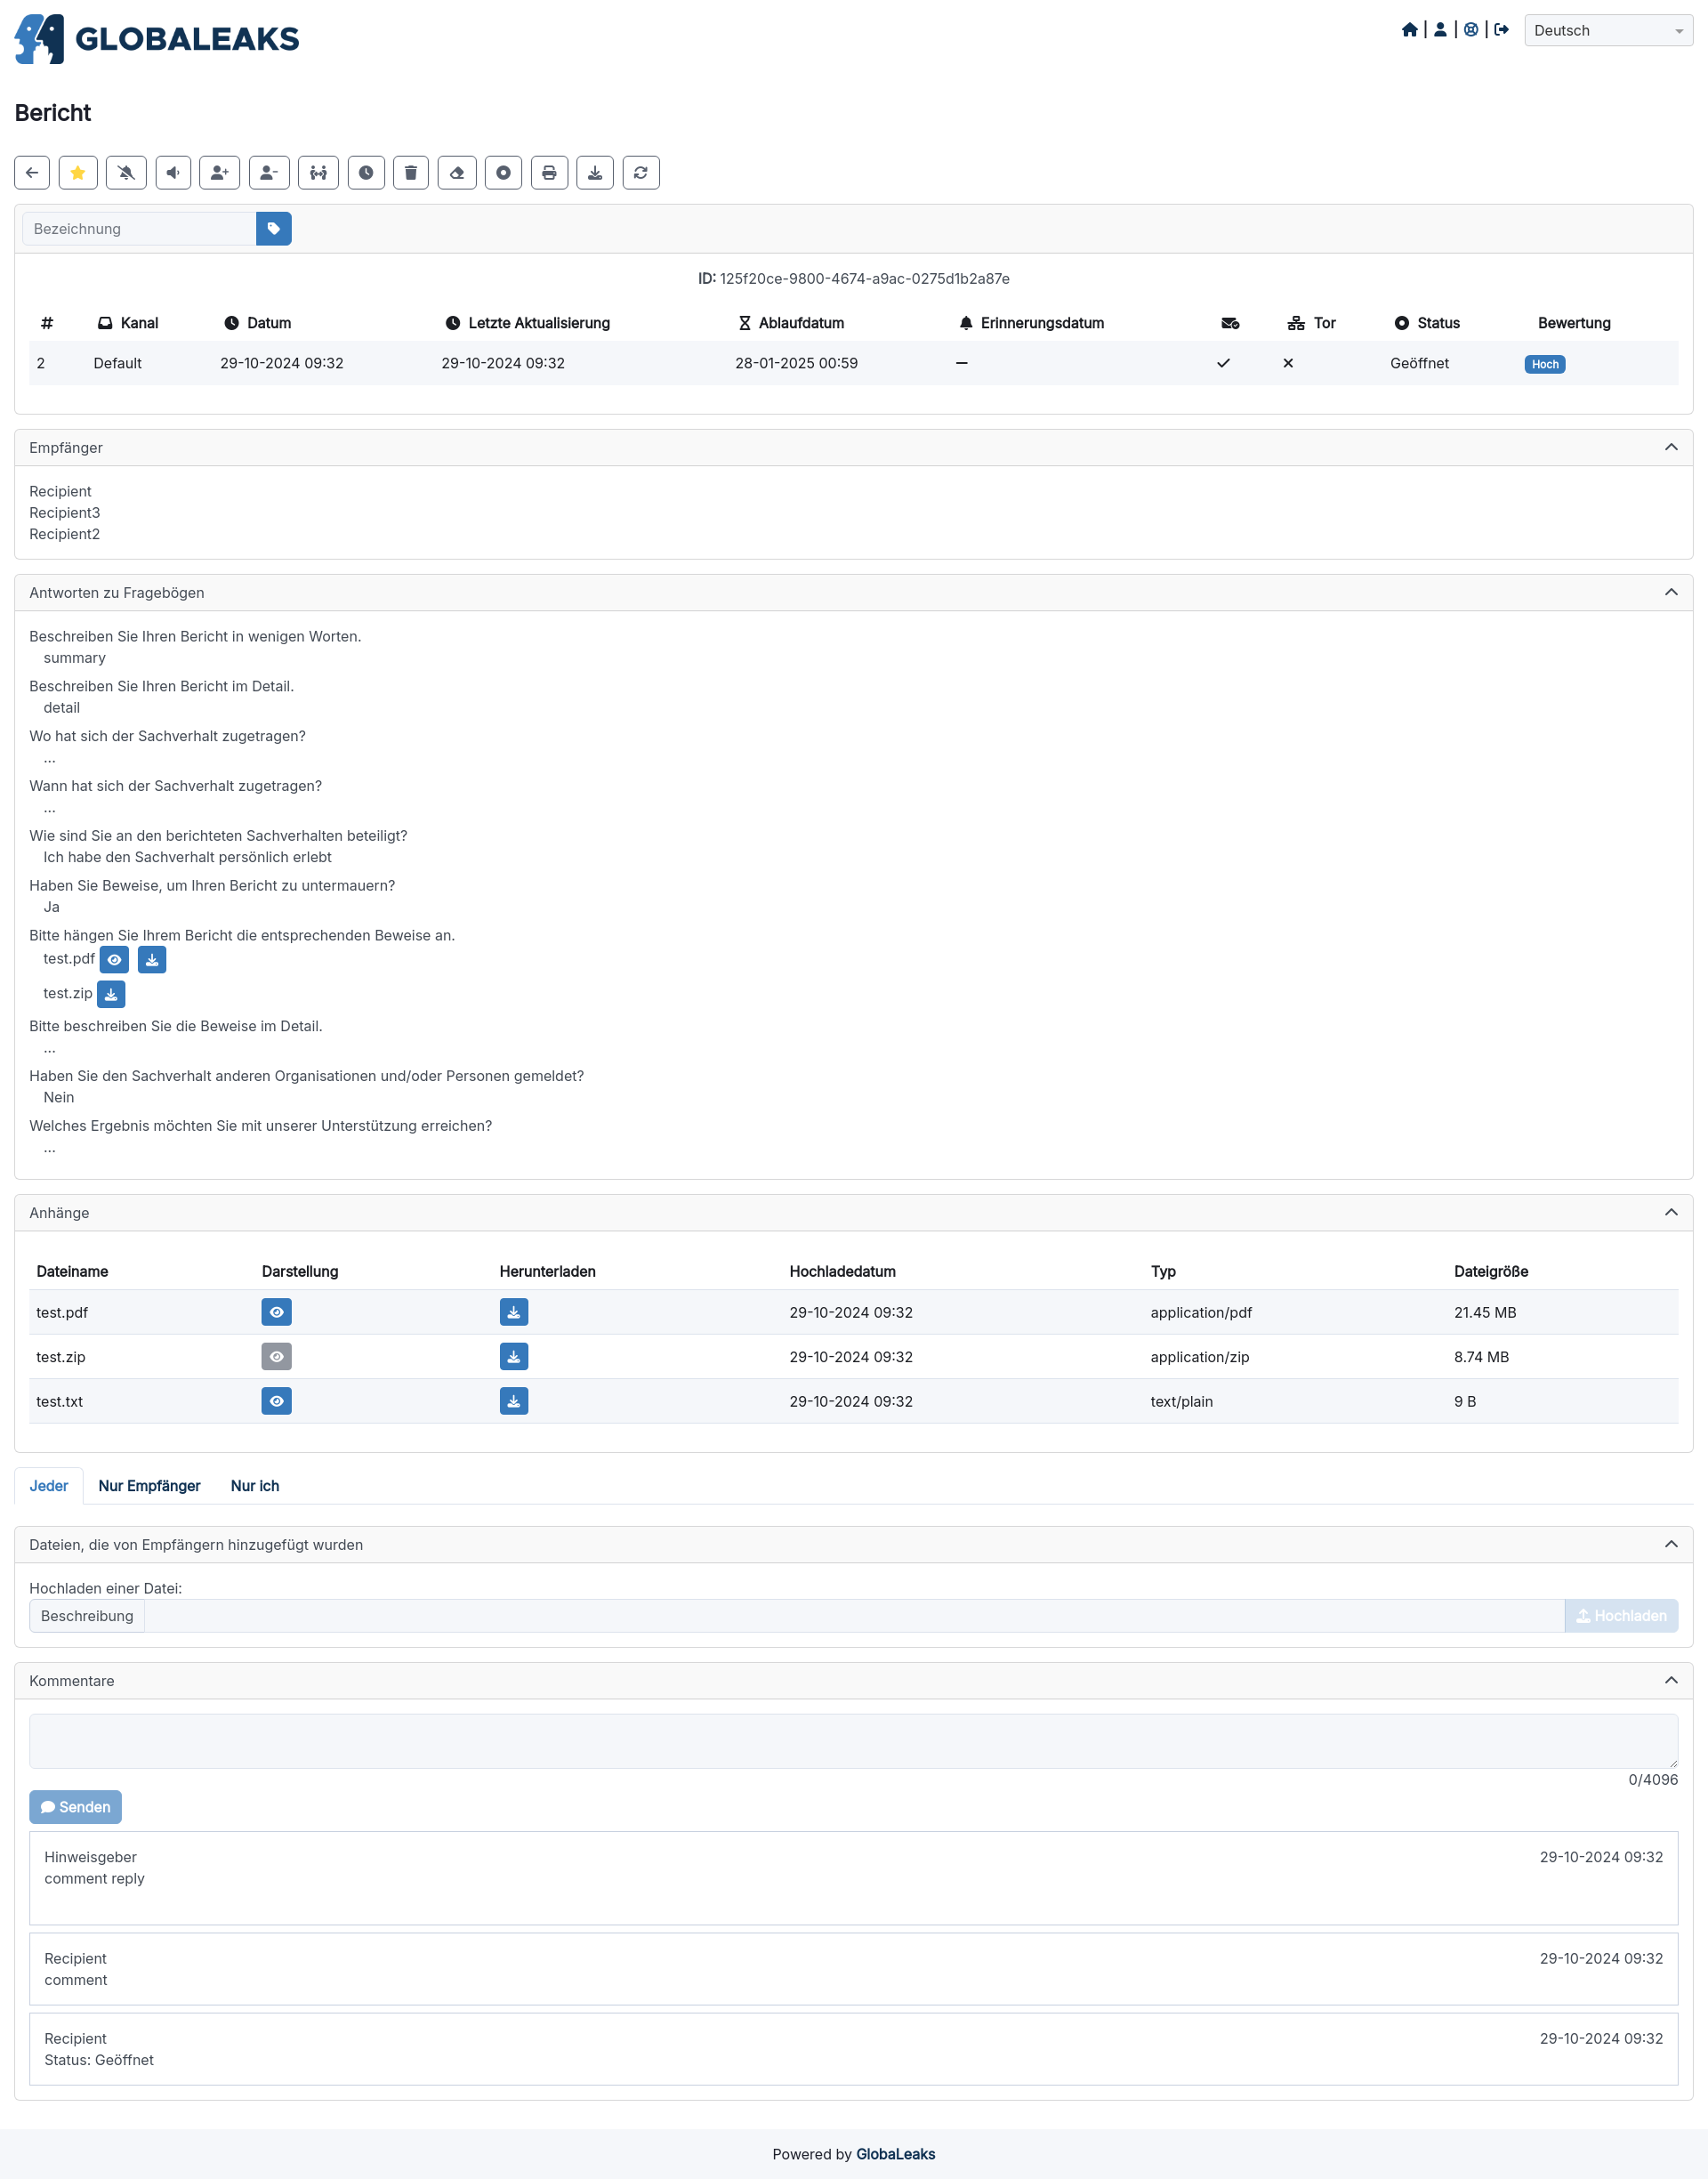 GLOBALEAKS
Deutsch
Bericht
Bezeichnung
ID: 125f20ce-9800-4674-a9ac-0275d1b2a87e
# Kanal Datum Letzte Aktualisierung Ablaufdatum Erinnerungsdatum Tor Status Bewertung
2 Default 29-10-2024 09:32 29-10-2024 09:32 28-01-2025 00:59 — Geöffnet Hoch
Empfänger
Recipient
Recipient3
Recipient2
Antworten zu Fragebögen
Beschreiben Sie Ihren Bericht in wenigen Worten.
summary
Beschreiben Sie Ihren Bericht im Detail.
detail
Wo hat sich der Sachverhalt zugetragen?
...
Wann hat sich der Sachverhalt zugetragen?
...
Wie sind Sie an den berichteten Sachverhalten beteiligt?
Ich habe den Sachverhalt persönlich erlebt
Haben Sie Beweise, um Ihren Bericht zu untermauern?
Ja
Bitte hängen Sie Ihrem Bericht die entsprechenden Beweise an.
test.pdf
test.zip
Bitte beschreiben Sie die Beweise im Detail.
...
Haben Sie den Sachverhalt anderen Organisationen und/oder Personen gemeldet?
Nein
Welches Ergebnis möchten Sie mit unserer Unterstützung erreichen?
...
Anhänge
Dateiname Darstellung Herunterladen Hochladedatum Typ Dateigröße
test.pdf 29-10-2024 09:32 application/pdf 21.45 MB
test.zip 29-10-2024 09:32 application/zip 8.74 MB
test.txt 29-10-2024 09:32 text/plain 9 B
Jeder Nur Empfänger Nur ich
Dateien, die von Empfängern hinzugefügt wurden
Hochladen einer Datei:
Beschreibung Hochladen
Kommentare
0/4096
Senden
Hinweisgeber 29-10-2024 09:32
comment reply
Recipient 29-10-2024 09:32
comment
Recipient 29-10-2024 09:32
Status: Geöffnet
Powered by GlobaLeaks